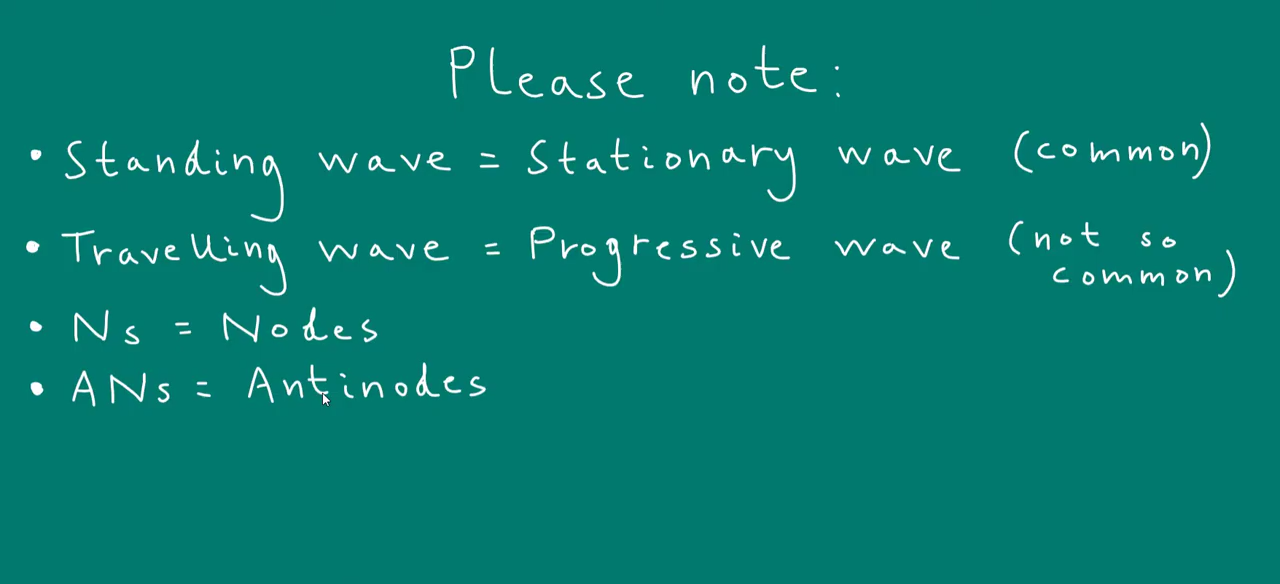 Please note:
• Standing wave = Stationary wave (common)
• Travelling wave = Progressive wave (not so
common)
• Ns = Nodes
• ANs = Antinodes